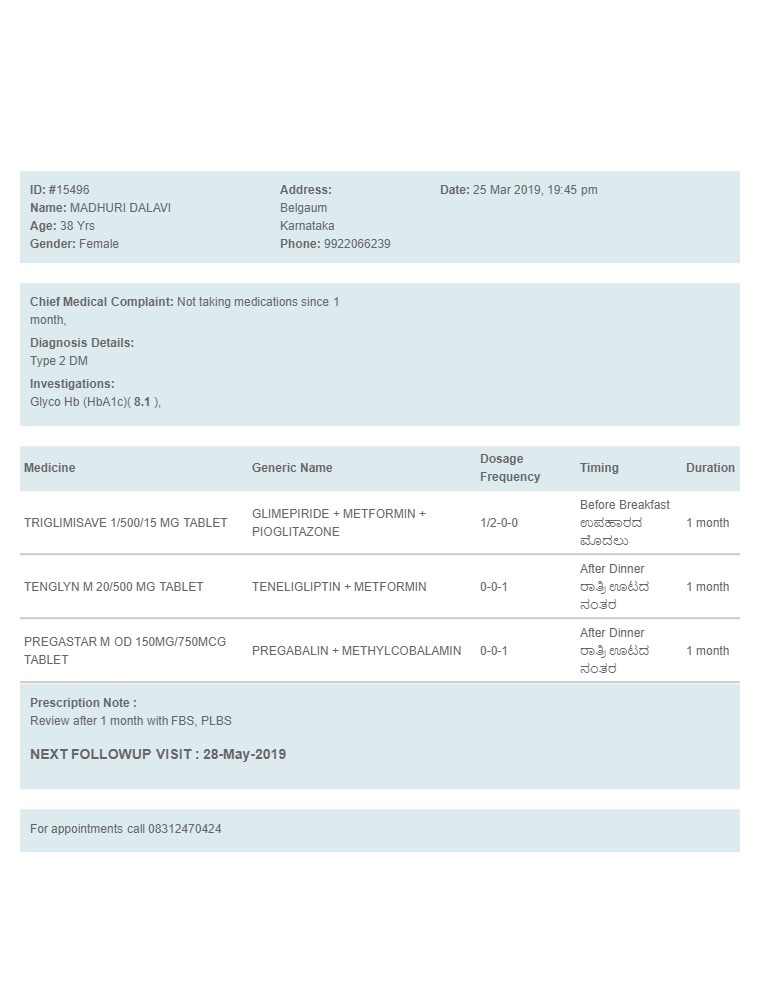 ID: #15496
Name: MADHURI DALAVI
Age: 38 Yrs
Gender: Female
Address:
Belgaum
Karnataka
Phone: 9922066239
Date: 25 Mar 2019, 19:45 pm
Chief Medical Complaint: Not taking medications since 1
month,
Diagnosis Details:
Type 2 DM
Investigations:
Glyco Hb (HbA1c)( 8.1 ),
Medicine Generic Name Dosage Frequency Timing Duration
TRIGLIMISAVE 1/500/15 MG TABLET
GLIMEPIRIDE + METFORMIN +
PIOGLITAZONE
1/2-0-0
Before Breakfast
ಉಪಹಾರದ
ಮೊದಲು
1 month
TENGLYN M 20/500 MG TABLET
TENELIGLIPTIN + METFORMIN
0-0-1
After Dinner
ರಾತ್ರಿ ಊಟದ
ನಂತರ
1 month
PREGASTAR M OD 150MG/750MCG
TABLET
PREGABALIN + METHYLCOBALAMIN
0-0-1
After Dinner
ರಾತ್ರಿ ಊಟದ
ನಂತರ
1 month
Prescription Note :
Review after 1 month with FBS, PLBS
NEXT FOLLOWUP VISIT : 28-May-2019
For appointments call 08312470424